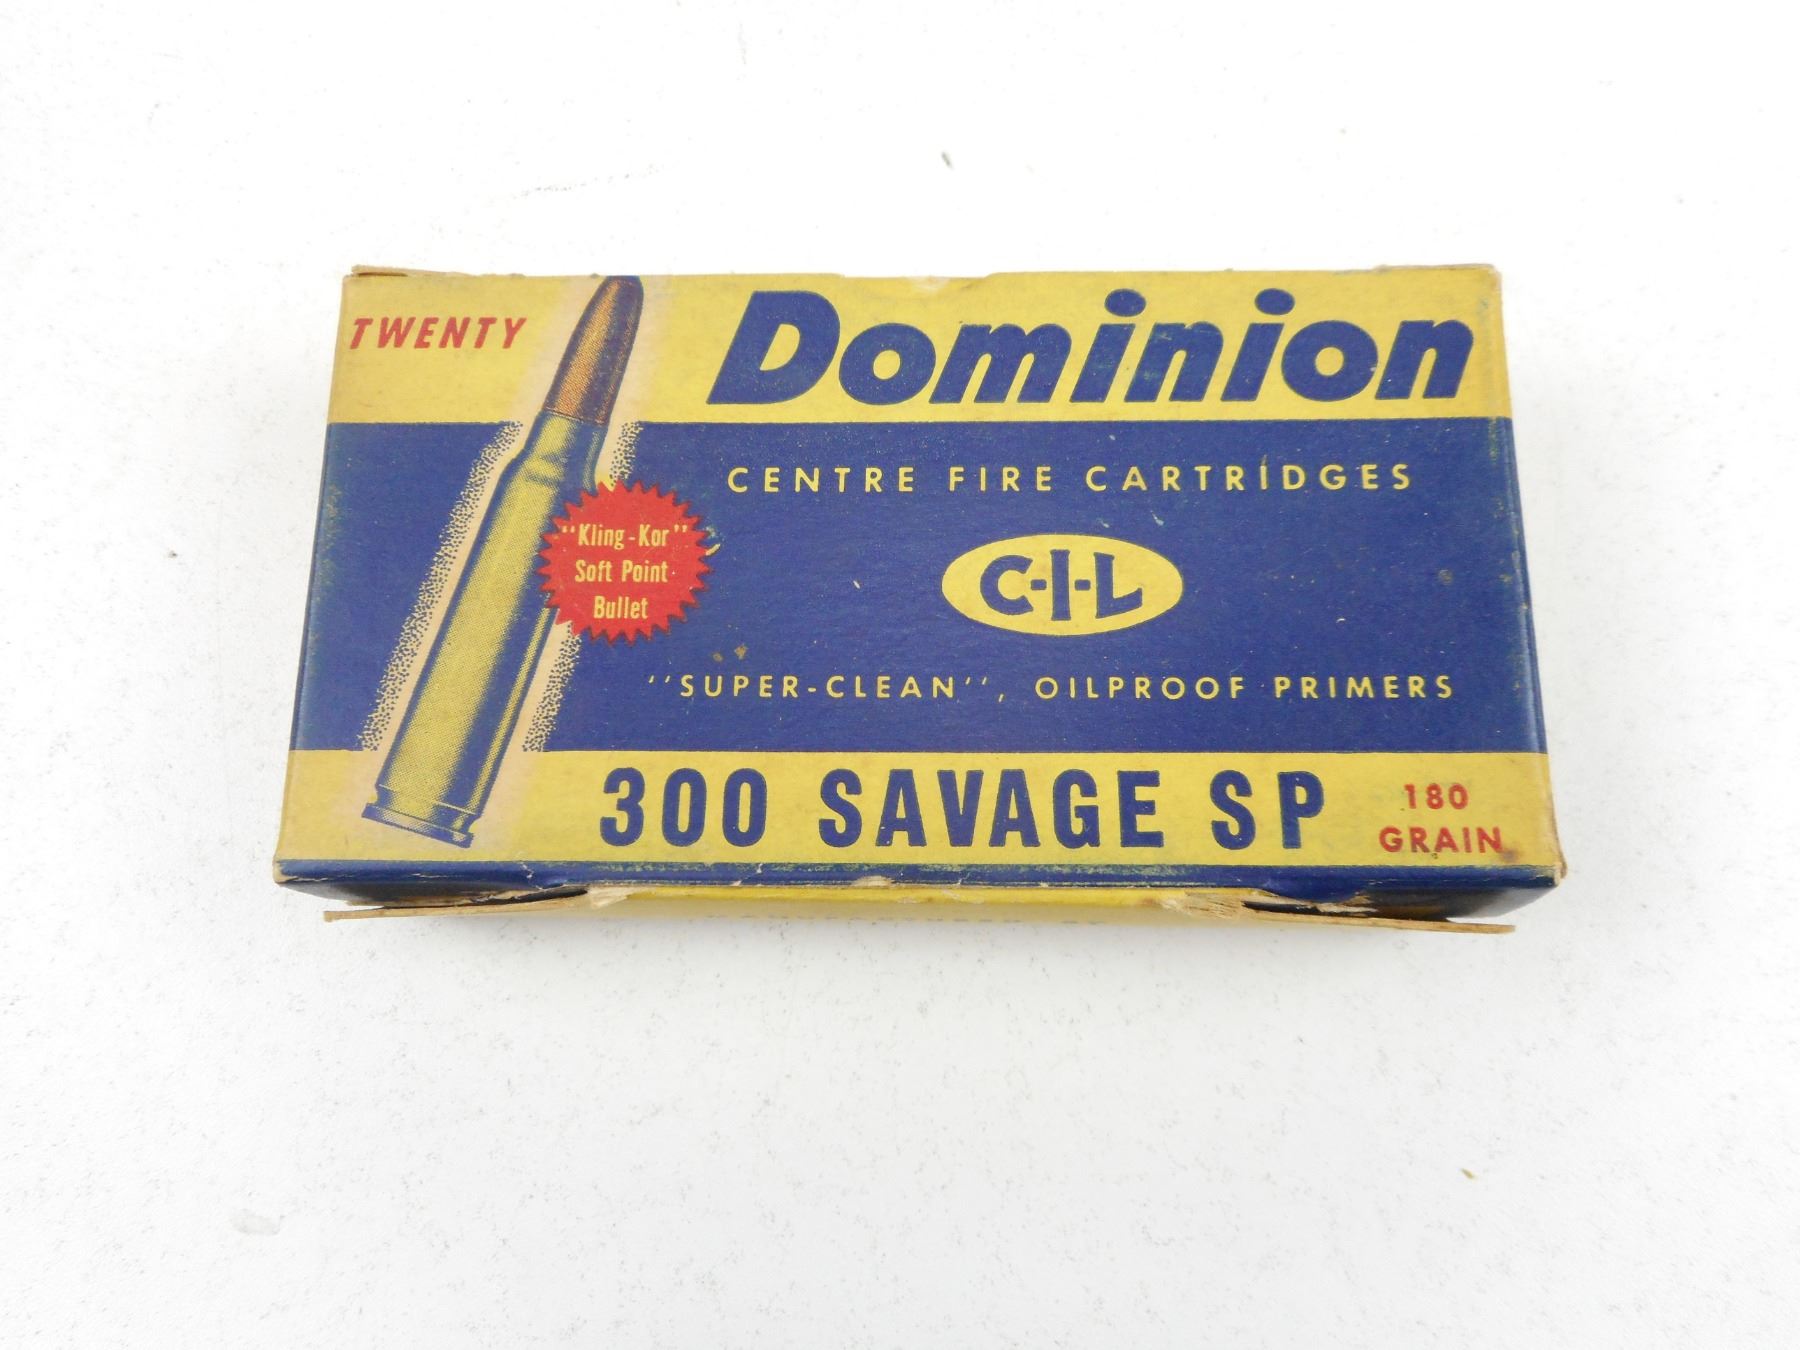 TWENTY
Dominion
CENTRE FIRE CARTRIDGES
"Kling-Kor"
Soft Point
Bullet
C-I-L
"SUPER-CLEAN", OILPROOF PRIMERS
300 SAVAGE SP
180
GRAIN